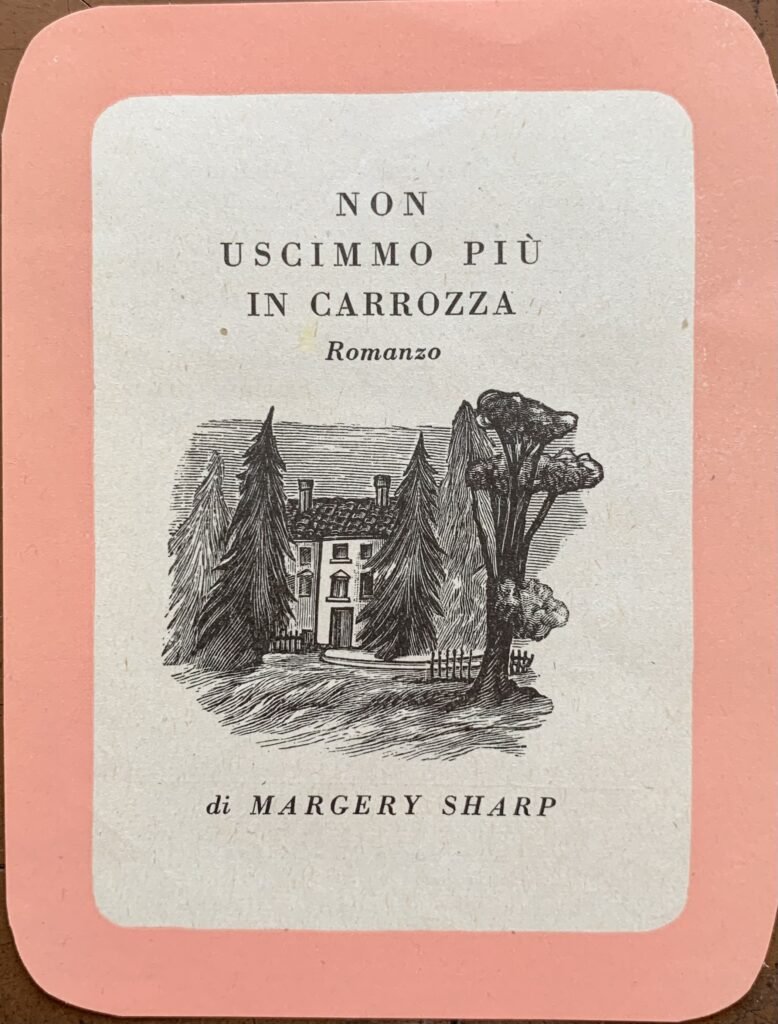 NON
USCIMMO PIÙ
IN CARROZZA
Romanzo
di MARGERY SHARP